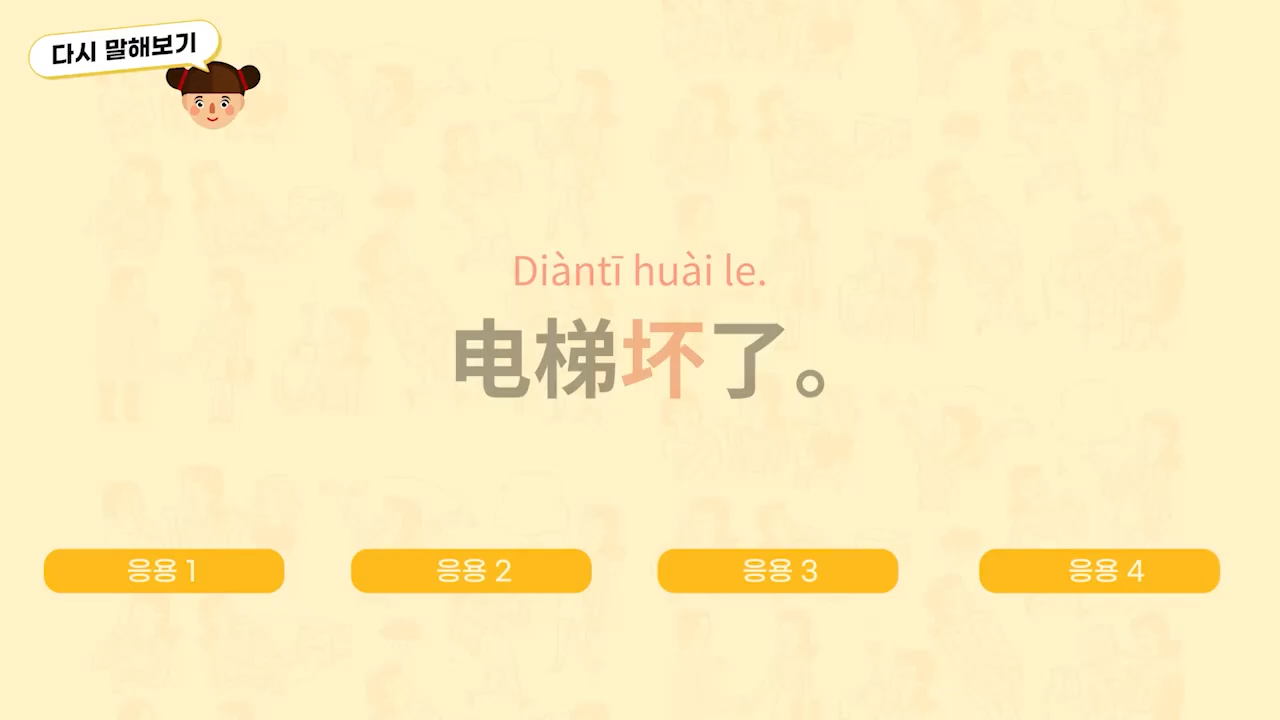 다시 말해보기
Diàntī huài le.
电梯坏了。
응용 1
응용 2
응용 3
응용 4